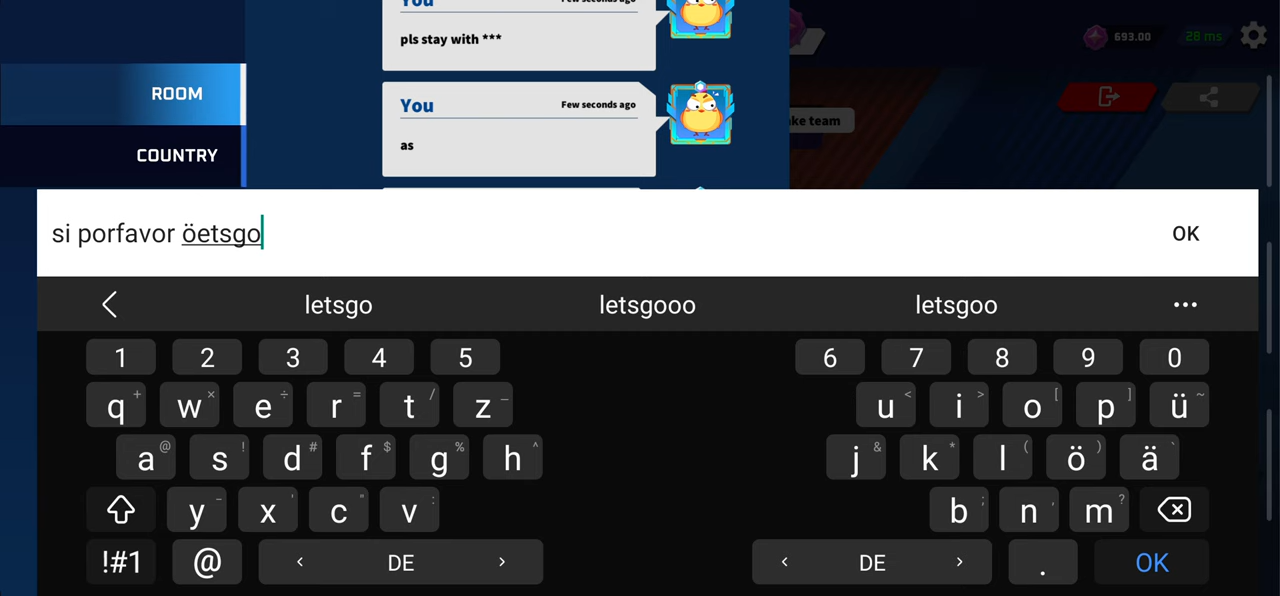 You Few seconds ago
693.00 28 ms
pls stay with ***
ROOM
You Few seconds ago
ke team
as
COUNTRY
si porfavor öetsgo OK
letsgo letsgooo letsgoo ...
1 2 3 4 5 6 7 8 9 0
q + w × e ÷ r = t / z _ u < i > o [ p ] ü ~
a @ s ! d # f $ g % h ^ j & k * l ( ö ) ä `
y - x ' c " v : b ; n , m ?
!#1 @ < DE > < DE > . OK